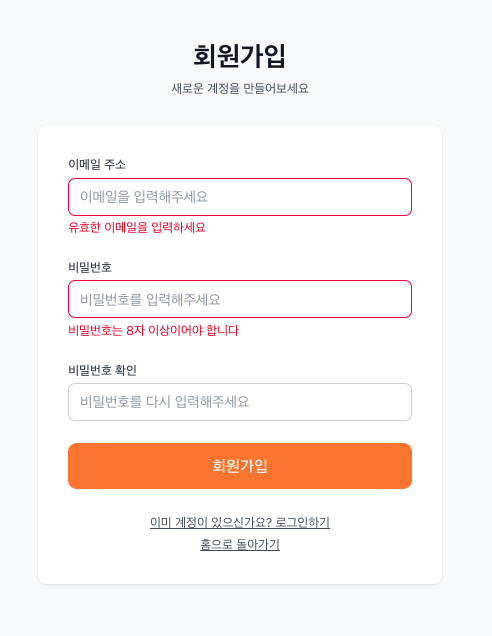 회원가입
새로운 계정을 만들어보세요
이메일 주소
이메일을 입력해주세요
유효한 이메일을 입력하세요
비밀번호
비밀번호를 입력해주세요
비밀번호는 8자 이상이어야 합니다
비밀번호 확인
비밀번호를 다시 입력해주세요
회원가입
이미 계정이 있으신가요? 로그인하기
홈으로 돌아가기